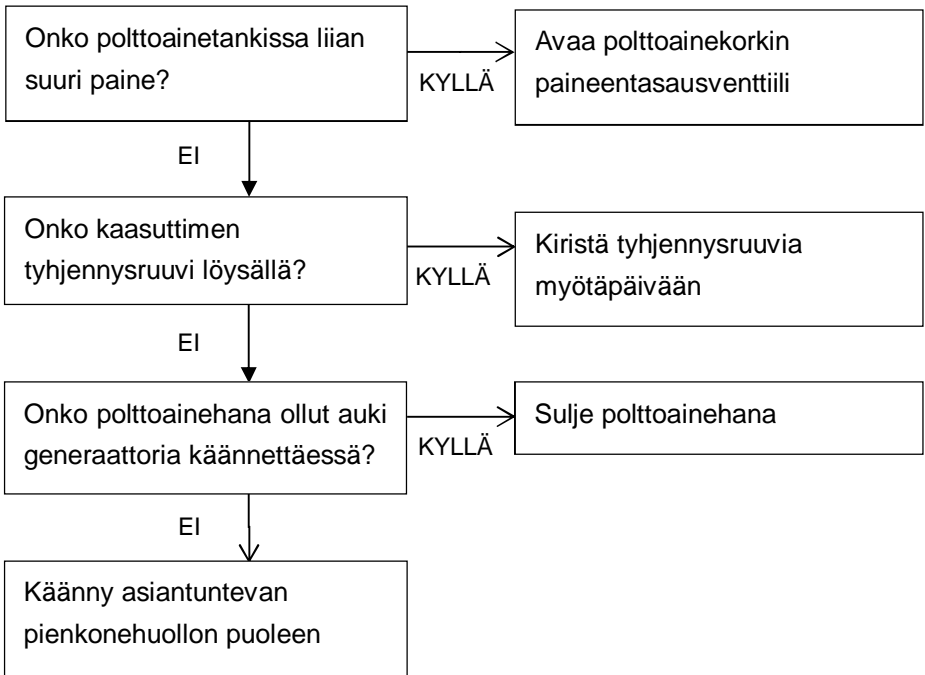 Onko polttoainetankissa liian
suuri paine?
KYLLÄ
Avaa polttoainekorkin
paineentasausventtiili
EI
Onko kaasuttimen
tyhjennysruuvi löysällä?
KYLLÄ
Kiristä tyhjennysruuvia
myötäpäivään
EI
Onko polttoainehana ollut auki
generaattoria käännettäessä?
KYLLÄ
Sulje polttoainehana
EI
Käänny asiantuntevan
pienkonehuollon puoleen